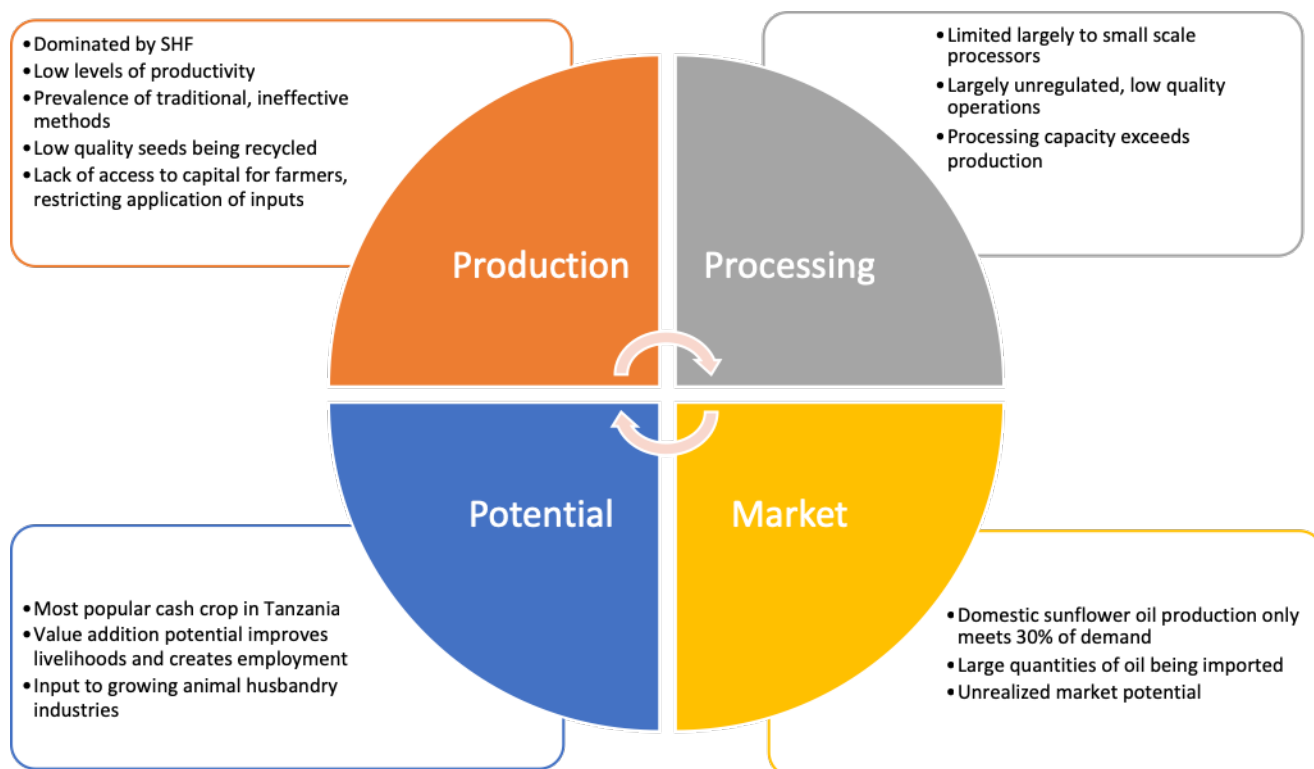 • Dominated by SHF
• Low levels of productivity
• Prevalence of traditional, ineffective
methods
• Low quality seeds being recycled
• Lack of access to capital for farmers,
restricting application of inputs
• Limited largely to small scale
processors
• Largely unregulated, low quality
operations
• Processing capacity exceeds
production
Production
Processing
Potential
Market
• Most popular cash crop in Tanzania
• Value addition potential improves
livelihoods and creates employment
• Input to growing animal husbandry
industries
• Domestic sunflower oil production only
meets 30% of demand
• Large quantities of oil being imported
• Unrealized market potential